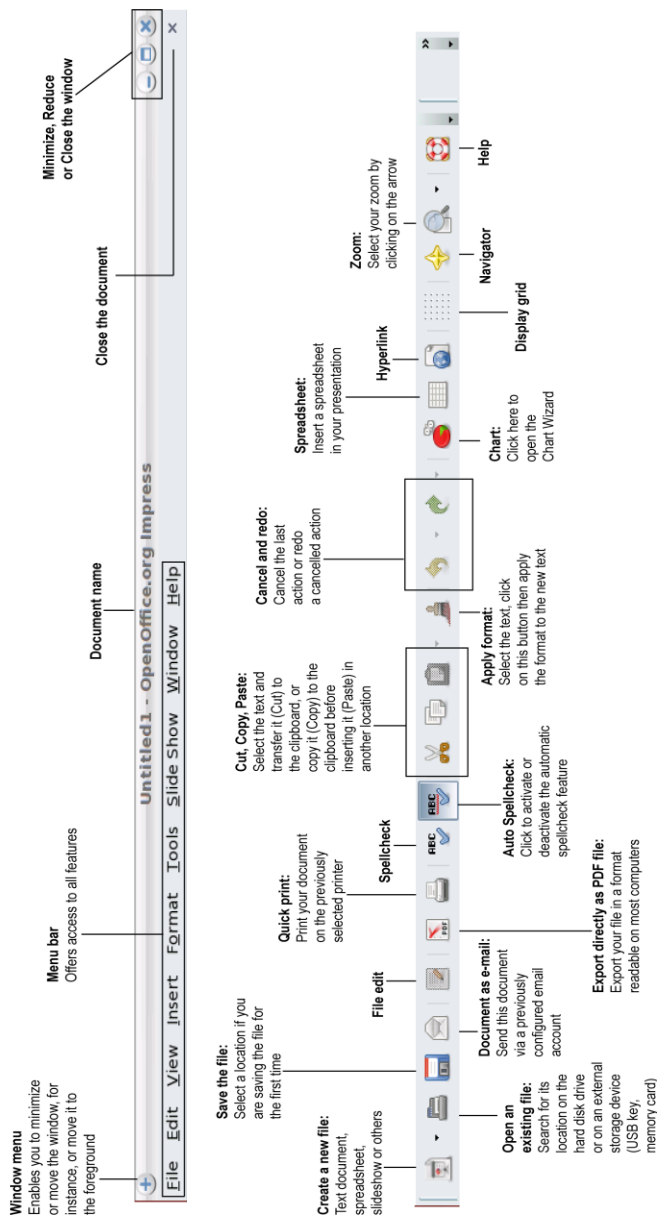 Window menu
Enables you to minimize
or move the window, for
instance, or move it to
the foreground
Menu bar
Offers access to all features
Document name
Close the document
Minimize, Reduce
or Close the window
Untitled1 - OpenOffice.org Impress
File Edit View Insert Format Tools Slide Show Window Help
Create a new file:
Text document,
spreadsheet,
slideshow or others
Save the file:
Select a location if you
are saving the file for
the first time
File edit
Quick print:
Print your document
on the previously
selected printer
Spellcheck
Cut, Copy, Paste:
Select the text and
transfer it (Cut) to
the clipboard, or
copy it (Copy) to the
clipboard before
inserting it (Paste) in
another location
Cancel and redo:
Cancel the last
action or redo
a cancelled action
Spreadsheet:
Insert a spreadsheet
in your presentation
Hyperlink
Zoom:
Select your zoom by
clicking on the arrow
PDF
ABC
ABC
Open an
existing file:
Search for its
location on the
hard disk drive
or on an external
storage device
(USB key,
memory card)
Document as e-mail:
Send this document
via a previously
configured email
account
Export directly as PDF file:
Export your file in a format
readable on most computers
Auto Spellcheck:
Click to activate or
deactivate the automatic
spellcheck feature
Apply format:
Select the text, click
on this button then apply
the format to the new text
Chart:
Click here to
open the
Chart Wizard
Display grid
Navigator
Help